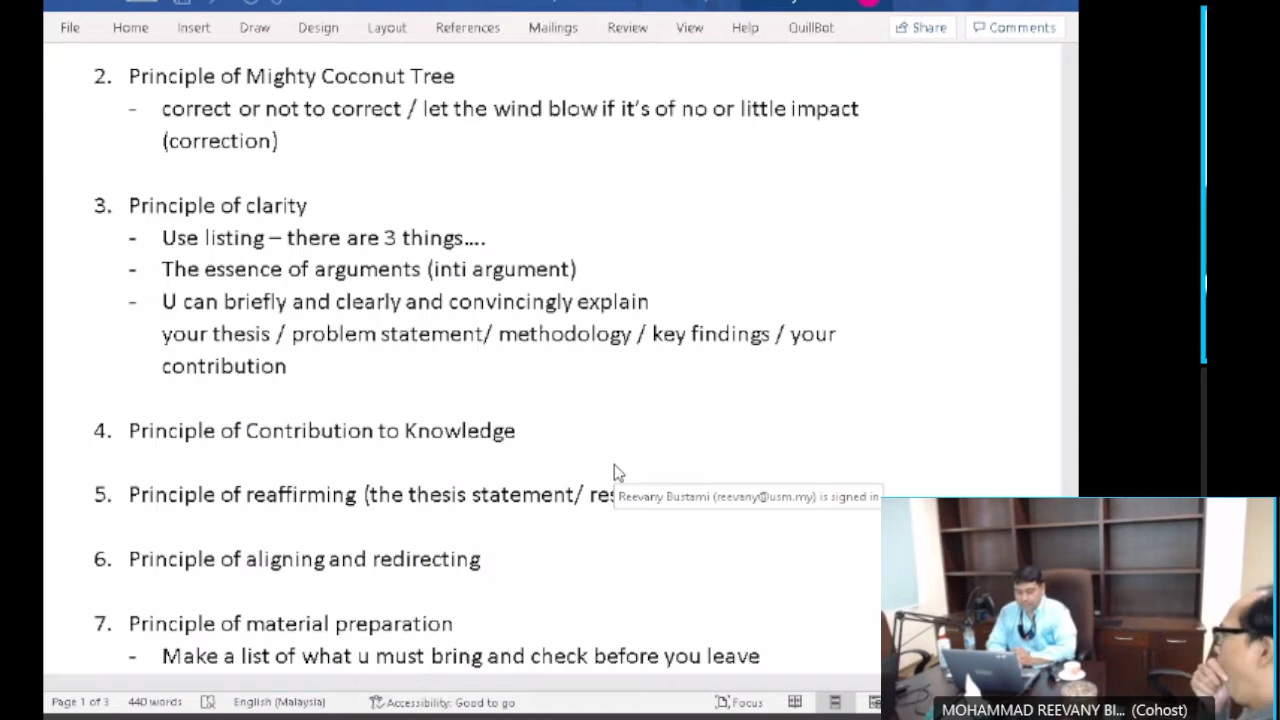 File Home Insert Draw Design Layout References Mailings Review View Help QuillBot Share Comments
2. Principle of Mighty Coconut Tree
- correct or not to correct / let the wind blow if it's of no or little impact
(correction)
3. Principle of clarity
- Use listing – there are 3 things....
- The essence of arguments (inti argument)
- U can briefly and clearly and convincingly explain
your thesis / problem statement/ methodology / key findings / your
contribution
4. Principle of Contribution to Knowledge
5. Principle of reaffirming (the thesis statement/
Reevany Bustami (reevany@usm.my) is signed in
6. Principle of aligning and redirecting
7. Principle of material preparation
- Make a list of what u must bring and check before you leave
Page 1 of 3 440 words English (Malaysia) Accessibility: Good to go Focus
MOHAMMAD REEVANY BI... (Cohost)